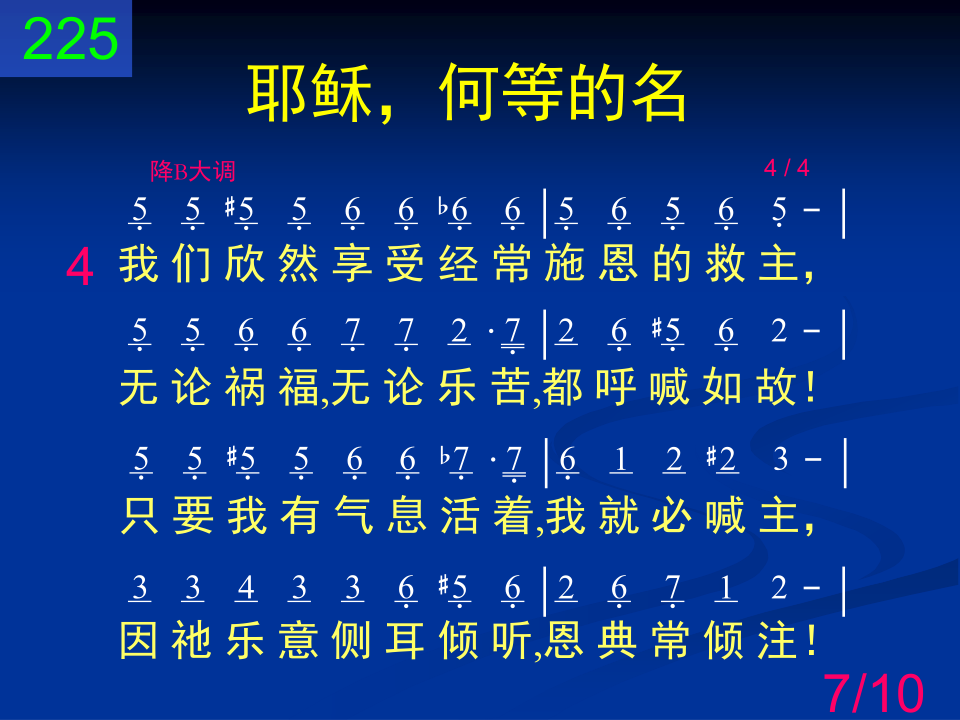 225
耶稣，何等的名
降B大调 4 / 4
5 5 #5 5 6 6 b6 6 | 5 6 5 6 5 – |
4 我们欣然享受经常施恩的救主，
5 5 6 6 7 7 2 · 7 | 2 6 #5 6 2 – |
无论祸福,无论乐苦,都呼喊如故！
5 5 #5 5 6 6 b7 · 7 | 6 1 2 #2 3 – |
只要我有气息活着,我就必喊主，
3 3 4 3 3 6 #5 6 | 2 6 7 1 2 – |
因祂乐意侧耳倾听,恩典常倾注！
7/10